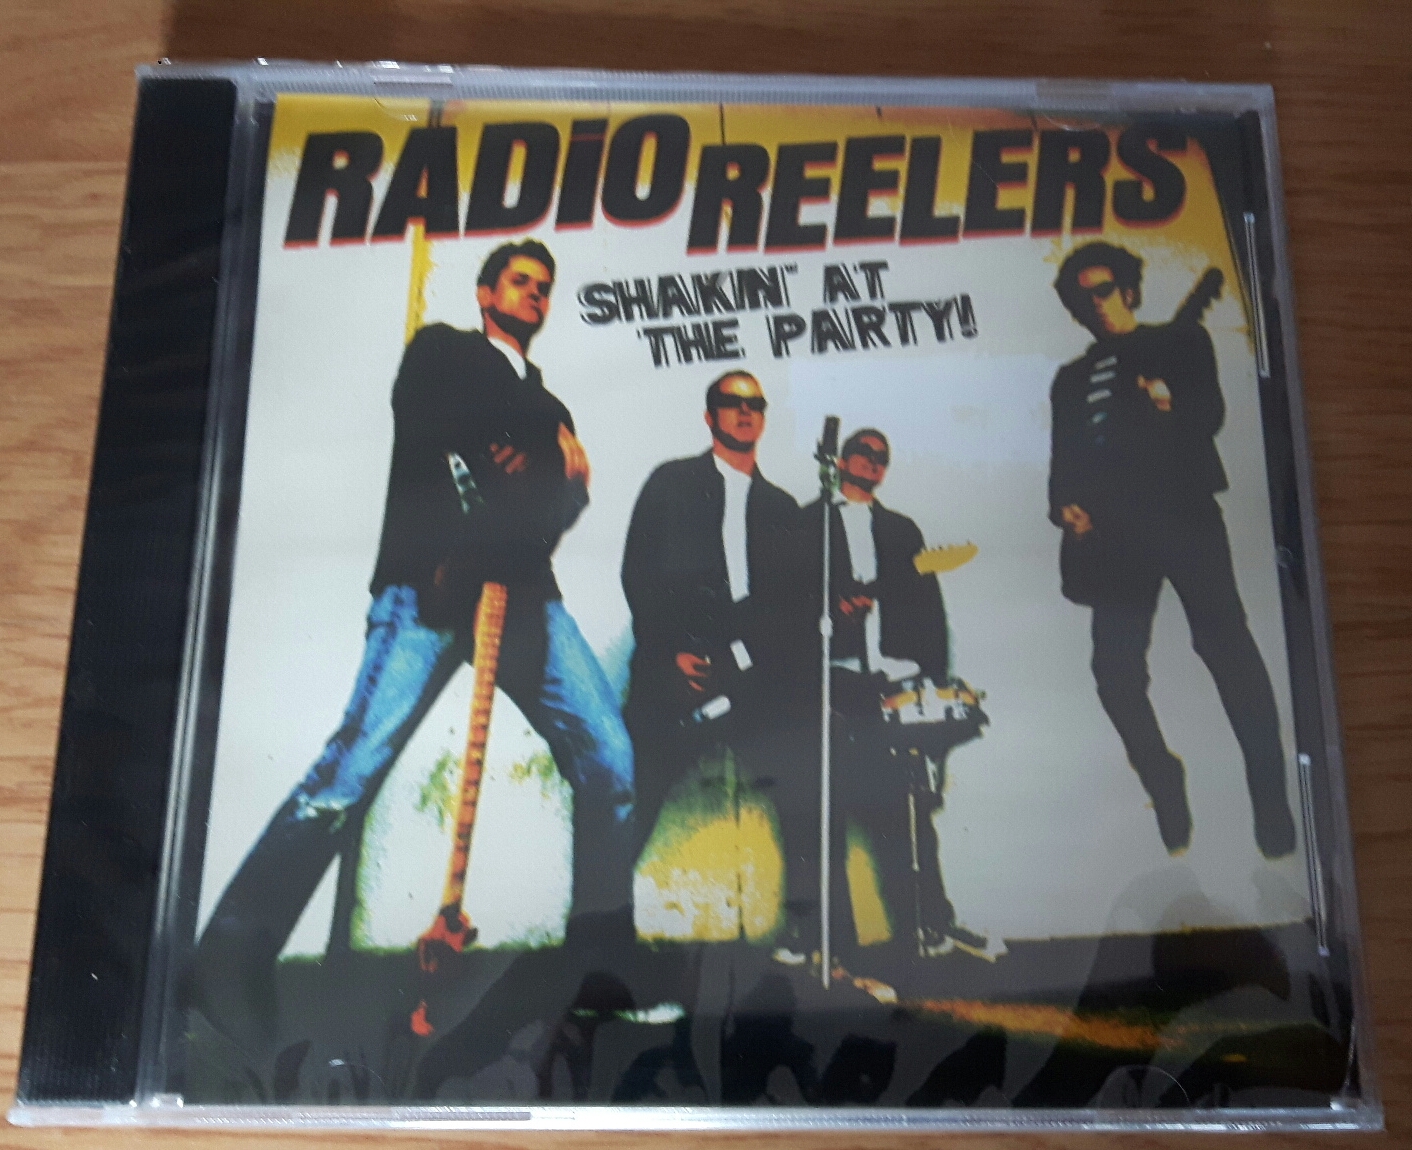 RADiO REELERS
SHAKIN' AT
THE PARTY!